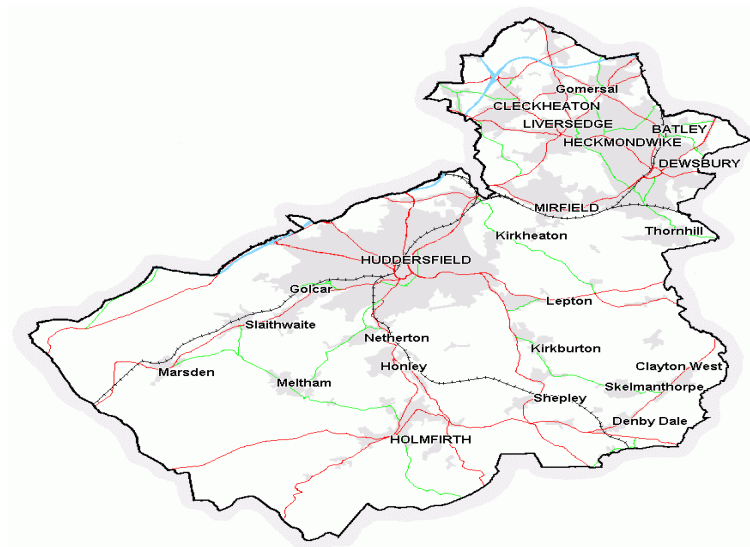 Gomersal
CLECKHEATON
LIVERSEDGE
BATLEY
HECKMONDWIKE
DEWSBURY
MIRFIELD
Thornhill
Kirkheaton
HUDDERSFIELD
Golcar
Lepton
Slaithwaite
Netherton
Kirkburton
Honley
Clayton West
Marsden
Meltham
Skelmanthorpe
Shepley
Denby Dale
HOLMFIRTH